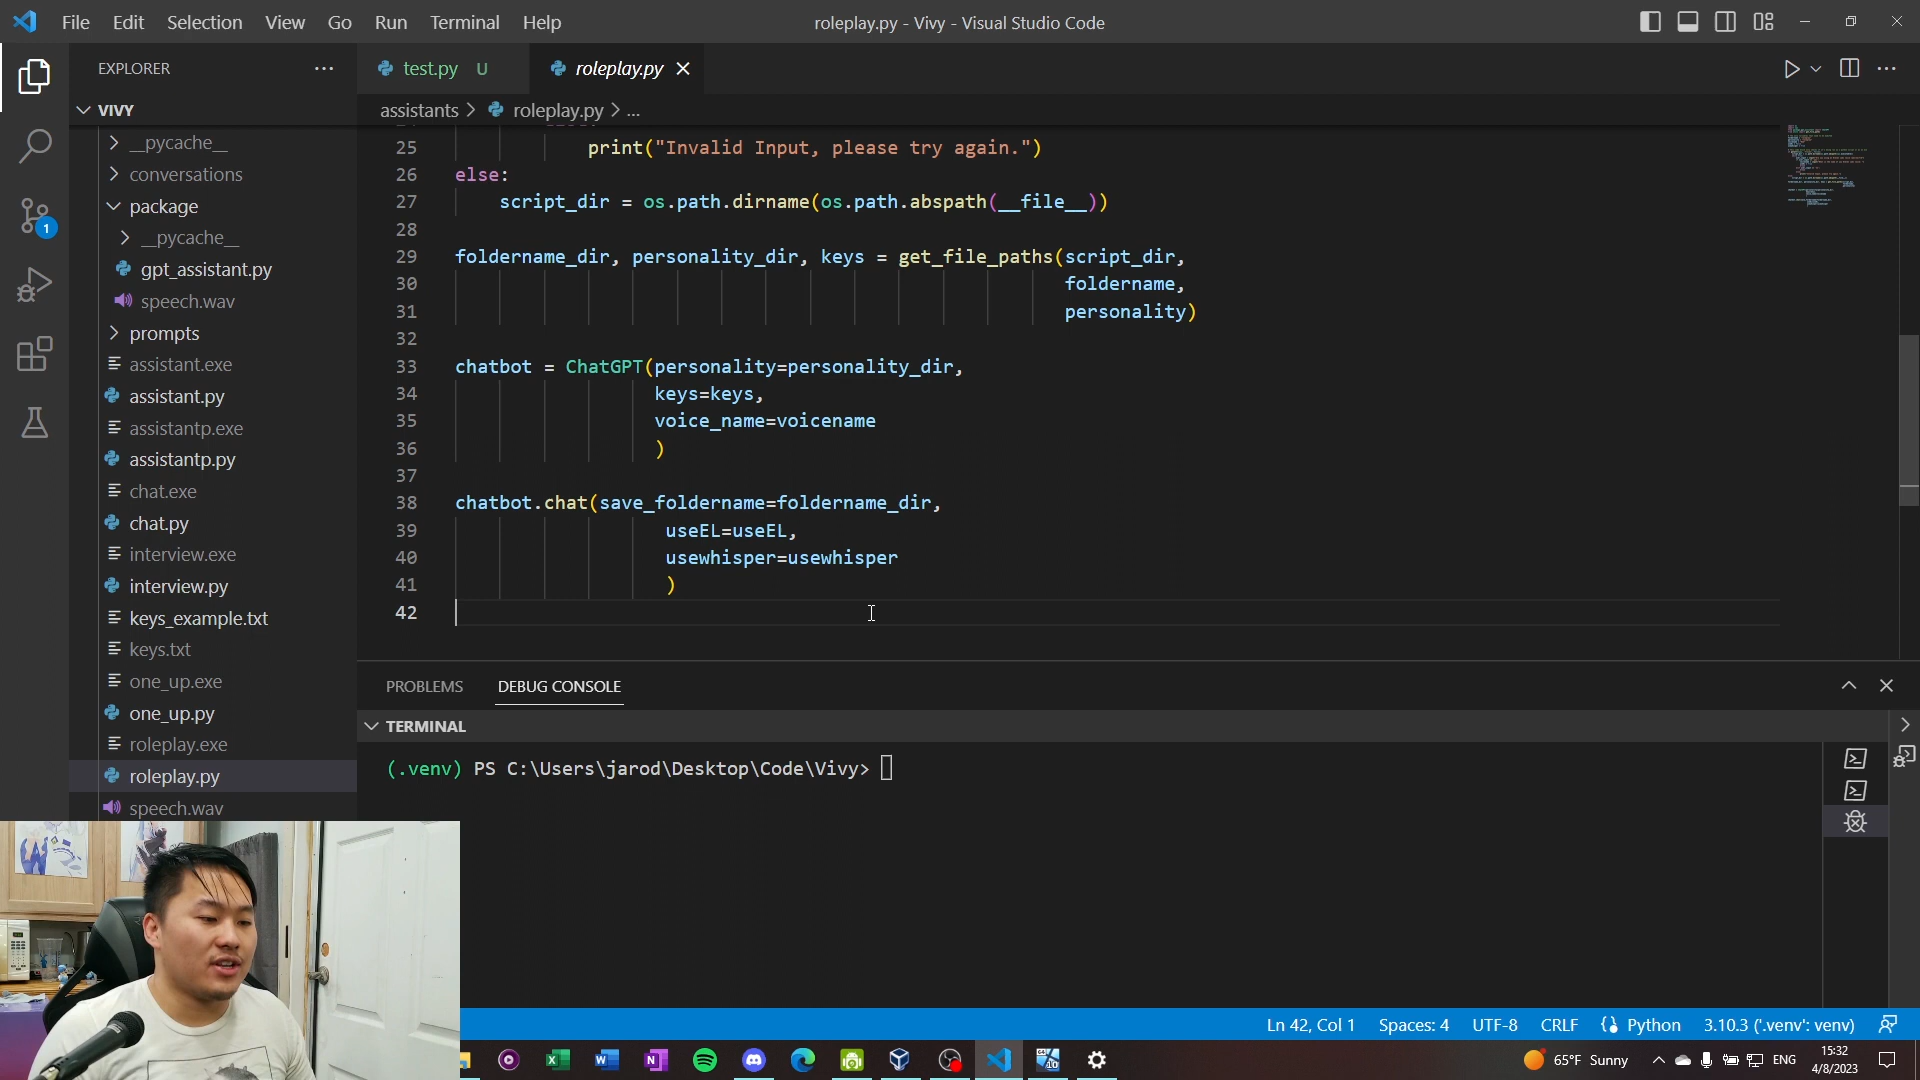 File Edit Selection View Go Run Terminal Help
roleplay.py - Vivy - Visual Studio Code
EXPLORER
test.py U
roleplay.py
VIVY
assistants > roleplay.py > ...
__pycache__
conversations
package
__pycache__
gpt_assistant.py
speech.wav
prompts
assistant.exe
assistant.py
assistantp.exe
assistantp.py
chat.exe
chat.py
interview.exe
interview.py
keys_example.txt
keys.txt
one_up.exe
one_up.py
roleplay.exe
roleplay.py
speech.wav
1
25 print("Invalid Input, please try again.")
26 else:
27 script_dir = os.path.dirname(os.path.abspath(__file__))
28
29 foldername_dir, personality_dir, keys = get_file_paths(script_dir,
30 foldername,
31 personality)
32
33 chatbot = ChatGPT(personality=personality_dir,
34 keys=keys,
35 voice_name=voicename
36 )
37
38 chatbot.chat(save_foldername=foldername_dir,
39 useEL=useEL,
40 usewhisper=usewhisper
41 )
42
PROBLEMS DEBUG CONSOLE
TERMINAL
(.venv) PS C:\Users\jarod\Desktop\Code\Vivy>
Ln 42, Col 1 Spaces: 4 UTF-8 CRLF Python 3.10.3 ('.venv': venv)
65°F Sunny ENG 15:32
4/8/2023